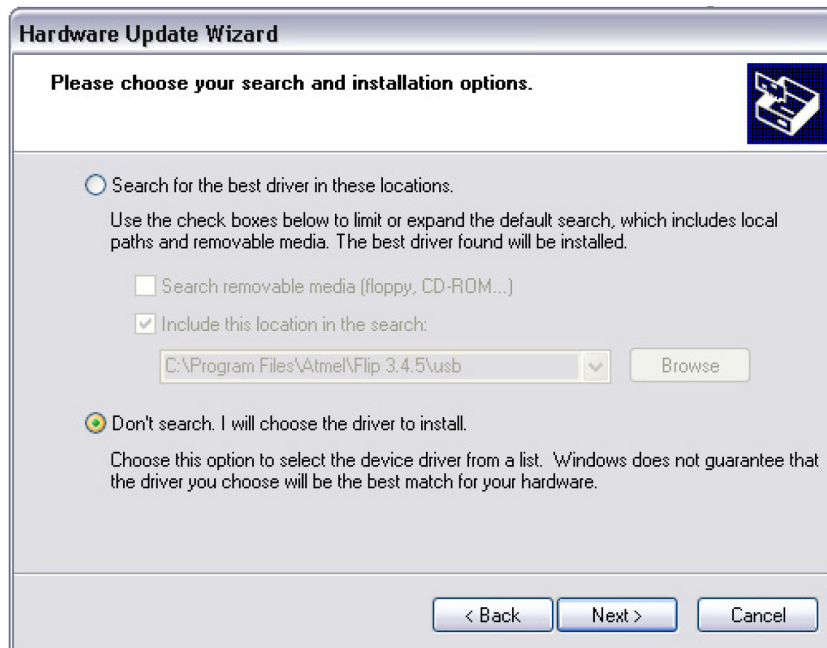 Hardware Update Wizard
Please choose your search and installation options.
Search for the best driver in these locations.
Use the check boxes below to limit or expand the default search, which includes local
paths and removable media. The best driver found will be installed.
Search removable media (floppy, CD-ROM...)
Include this location in the search:
C:\Program Files\Atmel\Flip 3.4.5\usb
Browse
Don't search. I will choose the driver to install.
Choose this option to select the device driver from a list.  Windows does not guarantee that
the driver you choose will be the best match for your hardware.
< Back
Next >
Cancel